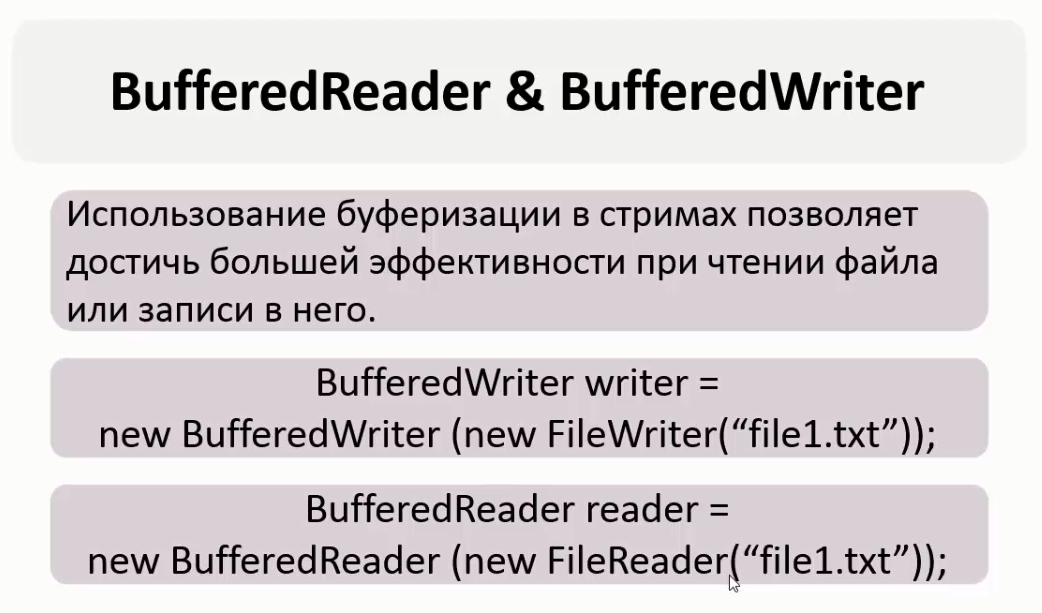 BufferedReader & BufferedWriter
Использование буферизации в стримах позволяет
достичь большей эффективности при чтении файла
или записи в него.
BufferedWriter writer =
new BufferedWriter (new FileWriter(“file1.txt”));
BufferedReader reader =
new BufferedReader (new FileReader(“file1.txt”));